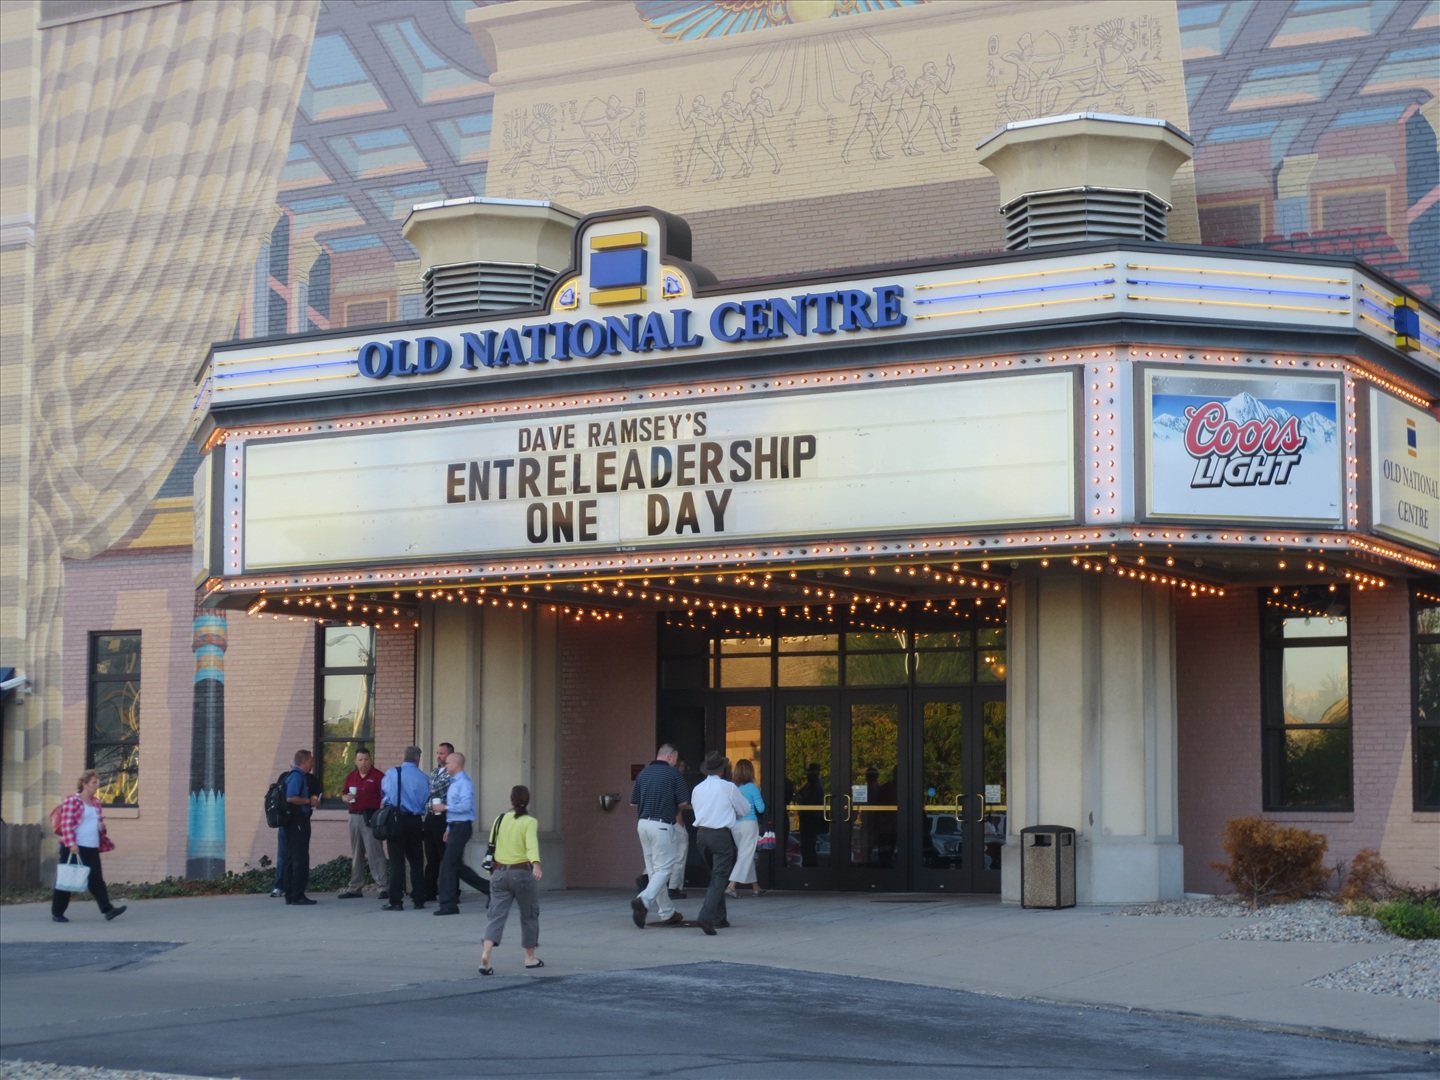 OLD NATIONAL CENTRE
DAVE RAMSEY'S
ENTRELEADERSHIP
ONE DAY
Coors
LIGHT
OLD NATIONAL
CENTRE